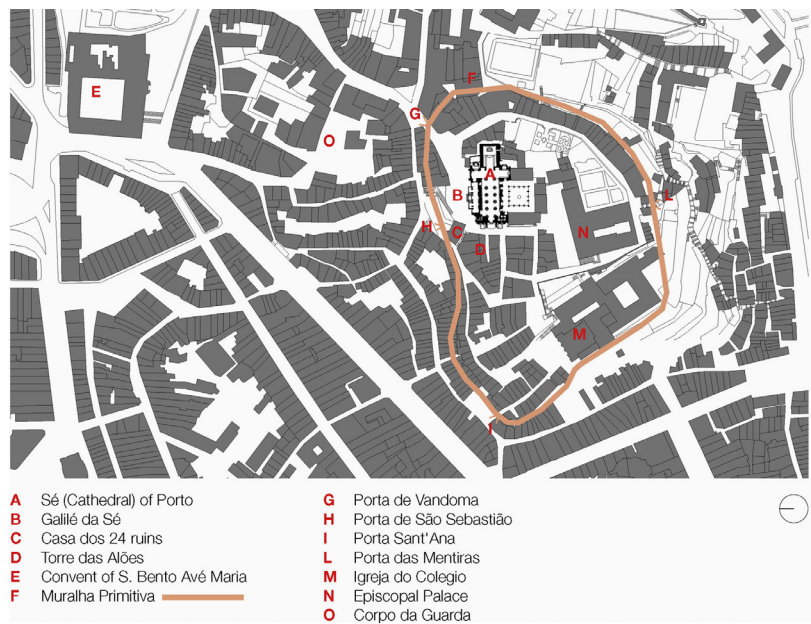 F
E
G
O
A
B
L
H
C
D
N
M
I
A Sé (Cathedral) of Porto
B Galilé da Sé
C Casa dos 24 ruins
D Torre das Alões
E Convent of S. Bento Avé Maria
F Muralha Primitiva
G Porta de Vandoma
H Porta de São Sebastião
I Porta Sant'Ana
L Porta das Mentiras
M Igreja do Colegio
N Episcopal Palace
O Corpo da Guarda